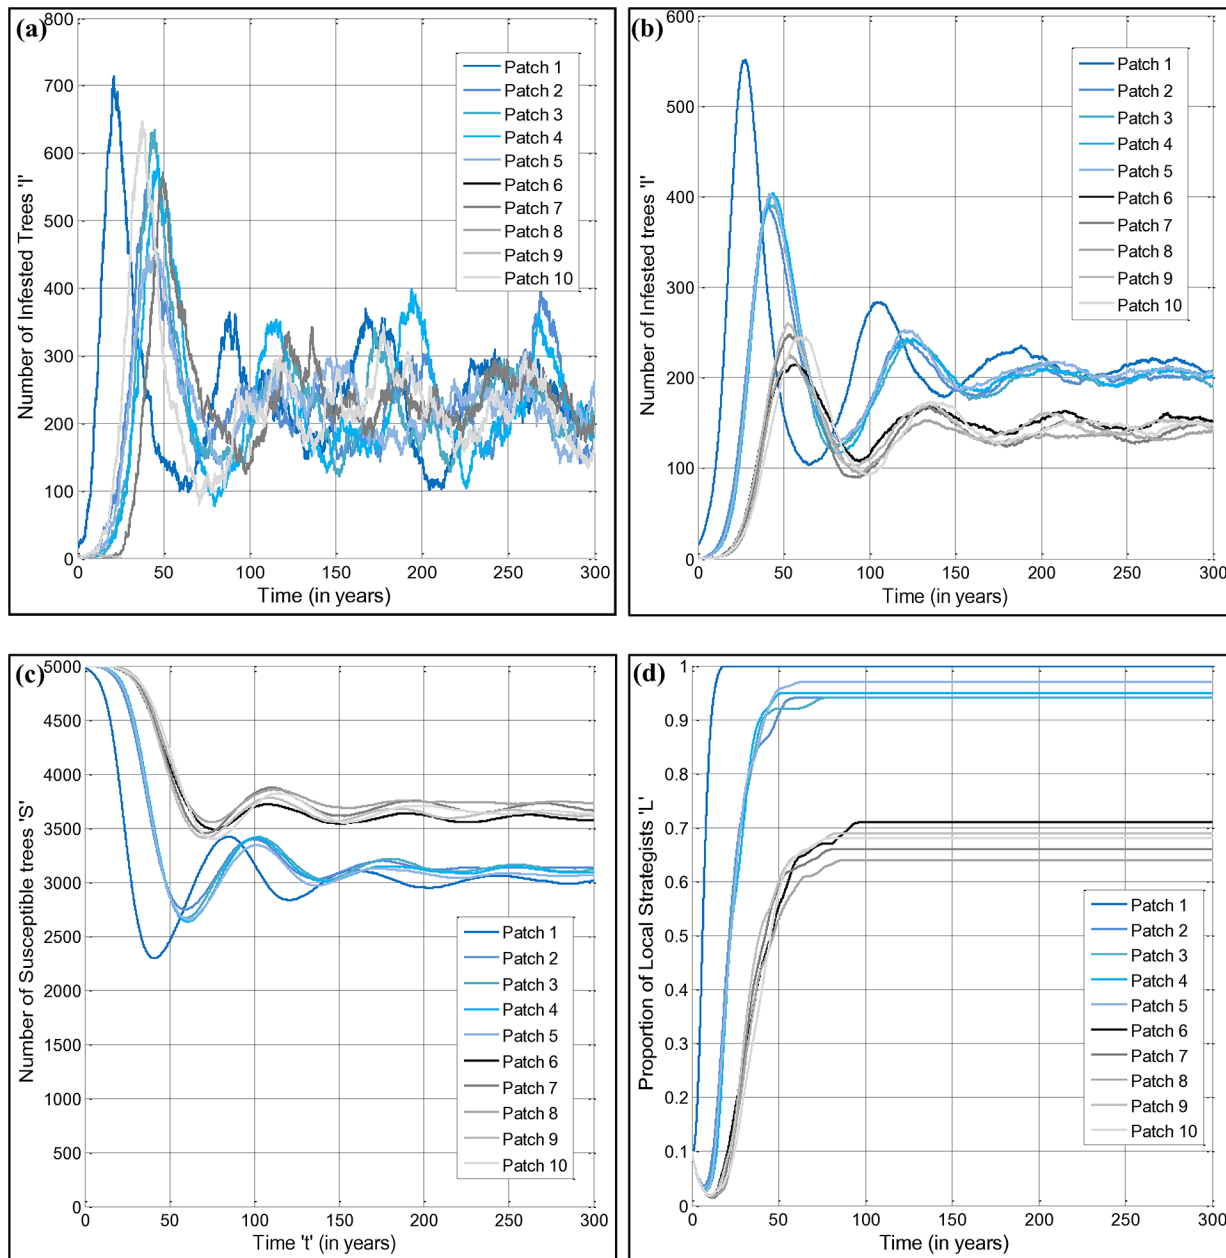 (a)
Number of Infested Trees 'I'
800
700
600
500
400
300
200
100
0
Patch 1
Patch 2
Patch 3
Patch 4
Patch 5
Patch 6
Patch 7
Patch 8
Patch 9
Patch 10
0 50 100 150 200 250 300
Time (in years)
(b)
Number of Infested trees 'I'
600
500
400
300
200
100
0
Patch 1
Patch 2
Patch 3
Patch 4
Patch 5
Patch 6
Patch 7
Patch 8
Patch 9
Patch 10
0 50 100 150 200 250 300
Time (in years)
(c)
Number of Susceptible trees 'S'
5000
4500
4000
3500
3000
2500
2000
1500
1000
500
0
Patch 1
Patch 2
Patch 3
Patch 4
Patch 5
Patch 6
Patch 7
Patch 8
Patch 9
Patch 10
0 50 100 150 200 250 300
Time 't' (in years)
(d)
Proportion of Local Strategists 'L'
1
0.9
0.8
0.7
0.6
0.5
0.4
0.3
0.2
0.1
0
Patch 1
Patch 2
Patch 3
Patch 4
Patch 5
Patch 6
Patch 7
Patch 8
Patch 9
Patch 10
0 50 100 150 200 250 300
Time (in years)